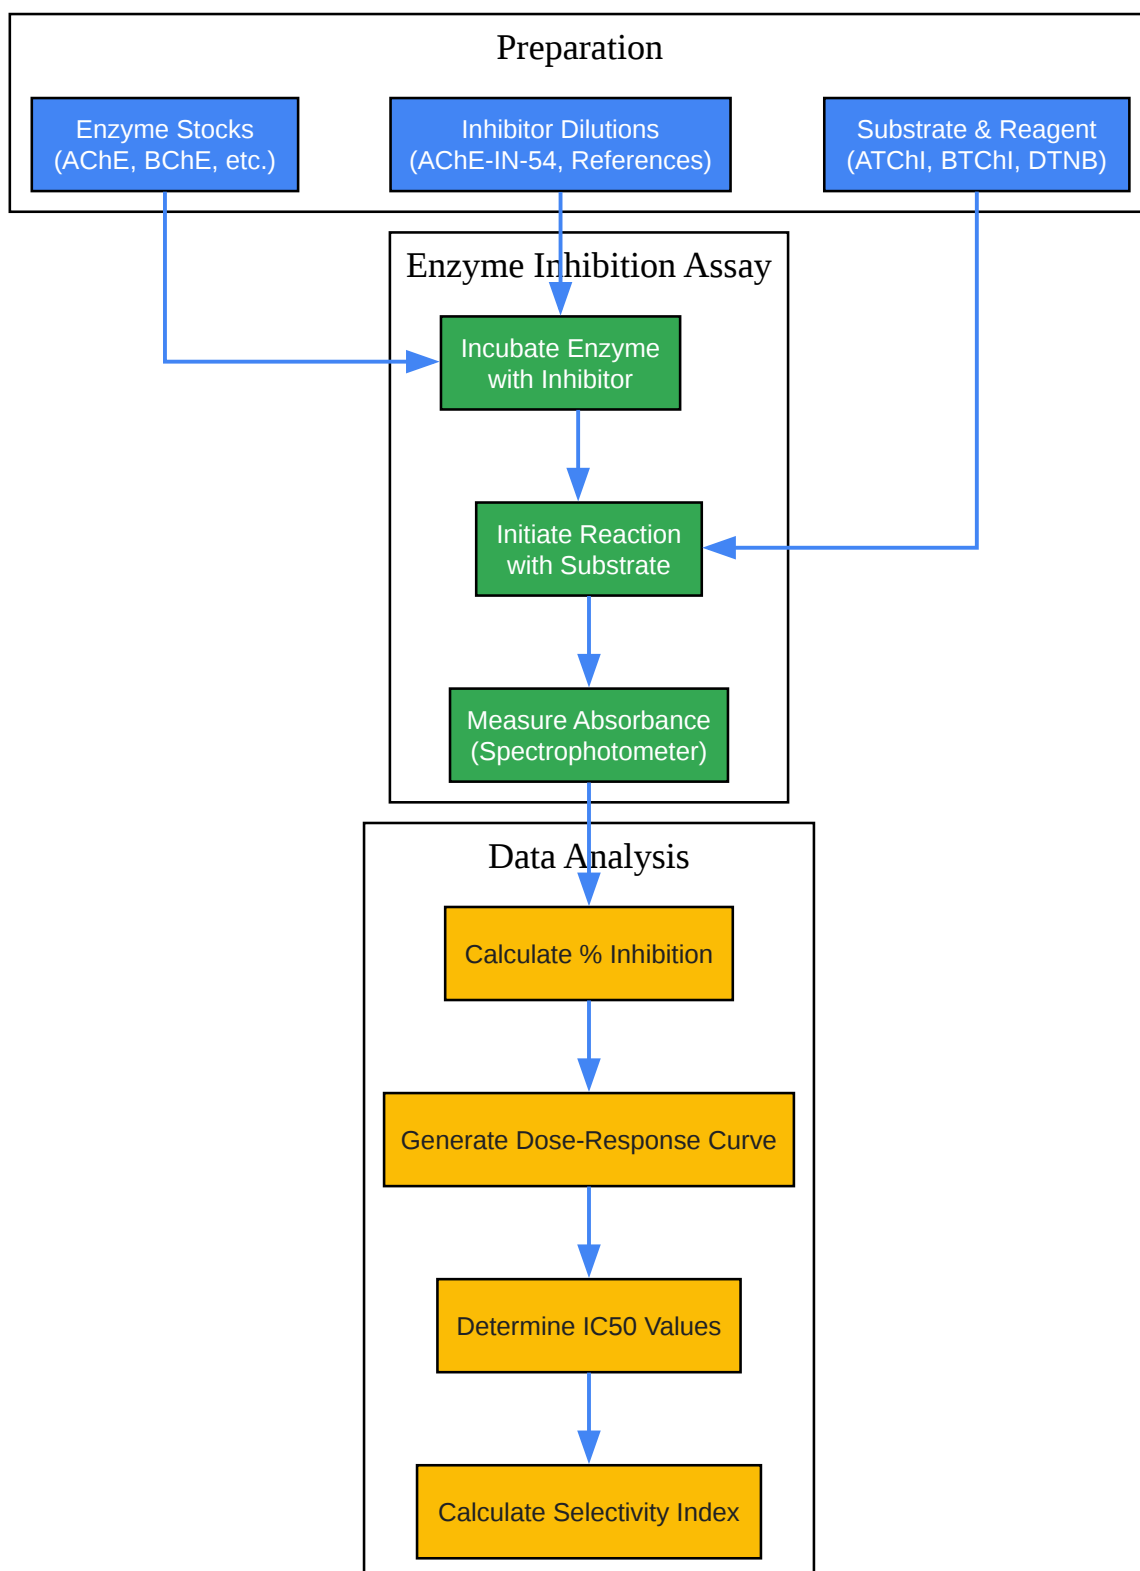 Preparation
Enzyme Stocks
(AChE, BChE, etc.)
Inhibitor Dilutions
(AChE-IN-54, References)
Substrate & Reagent
(ATChI, BTChI, DTNB)
Enzyme Inhibition Assay
Incubate Enzyme
with Inhibitor
Initiate Reaction
with Substrate
Measure Absorbance
(Spectrophotometer)
Data Analysis
Calculate % Inhibition
Generate Dose-Response Curve
Determine IC50 Values
Calculate Selectivity Index